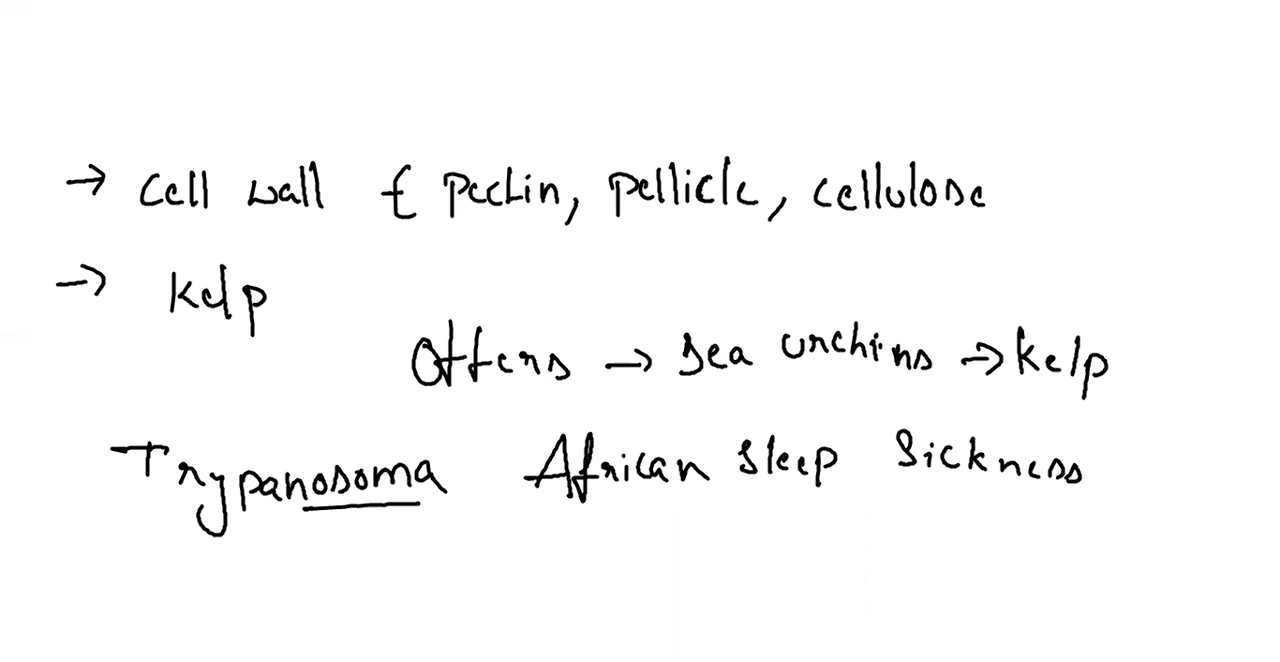 → Cell wall { pectin, pellicle, cellulose
→ Kelp
Otters → sea urchins → kelp
Trypanosoma African sleep sickness